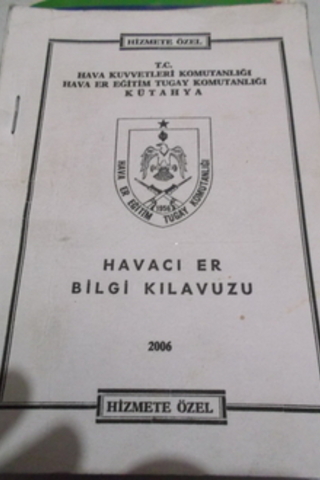 HİZMETE ÖZEL
T.C.
HAVA KUVVETLERİ KOMUTANLIĞI
HAVA ER EĞİTİM TUGAY KOMUTANLIĞI
KÜTAHYA
HAVA ER EĞİTİM TUGAY KOMUTANLIĞI
1956
HAVACI ER
BİLGİ KILAVUZU
2006
HİZMETE ÖZEL